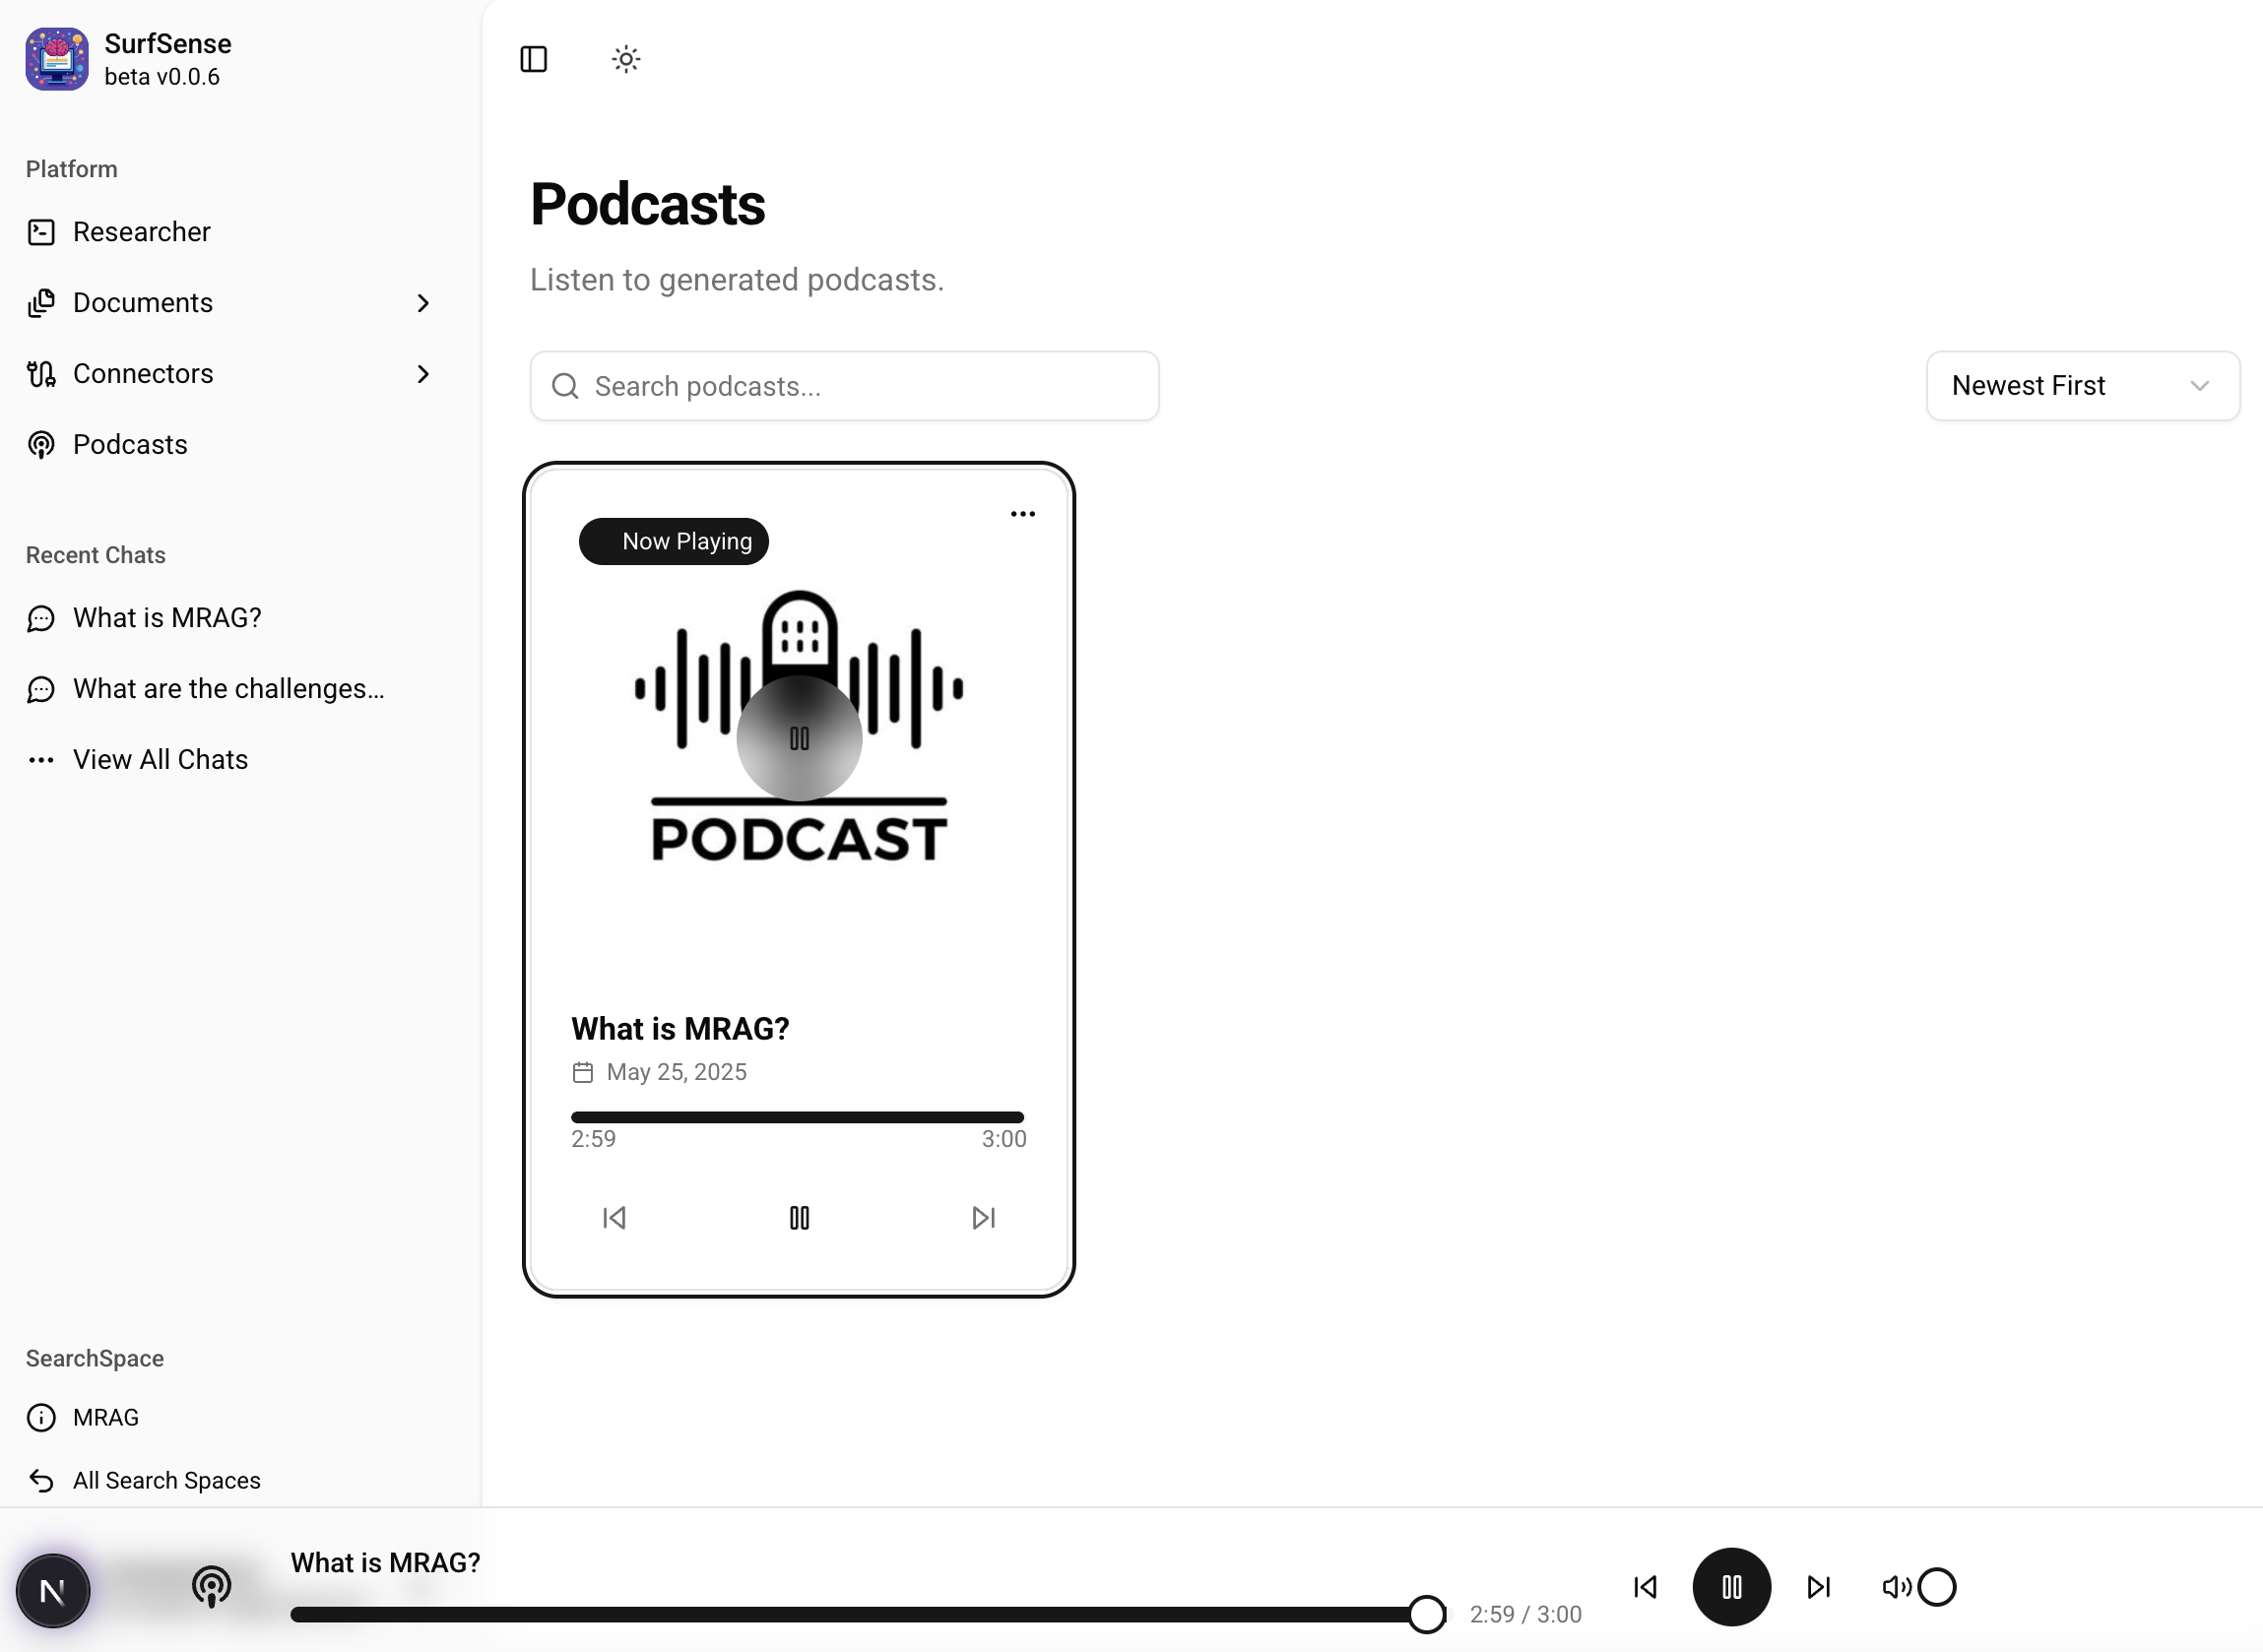 SurfSense
beta v0.0.6
Platform
Researcher
Documents
Connectors
Podcasts
Recent Chats
What is MRAG?
What are the challenges...
View All Chats
SearchSpace
MRAG
All Search Spaces
Podcasts
Listen to generated podcasts.
Search podcasts...
Newest First
Now Playing
PODCAST
What is MRAG?
May 25, 2025
2:59
3:00
N
What is MRAG?
2:59 / 3:00